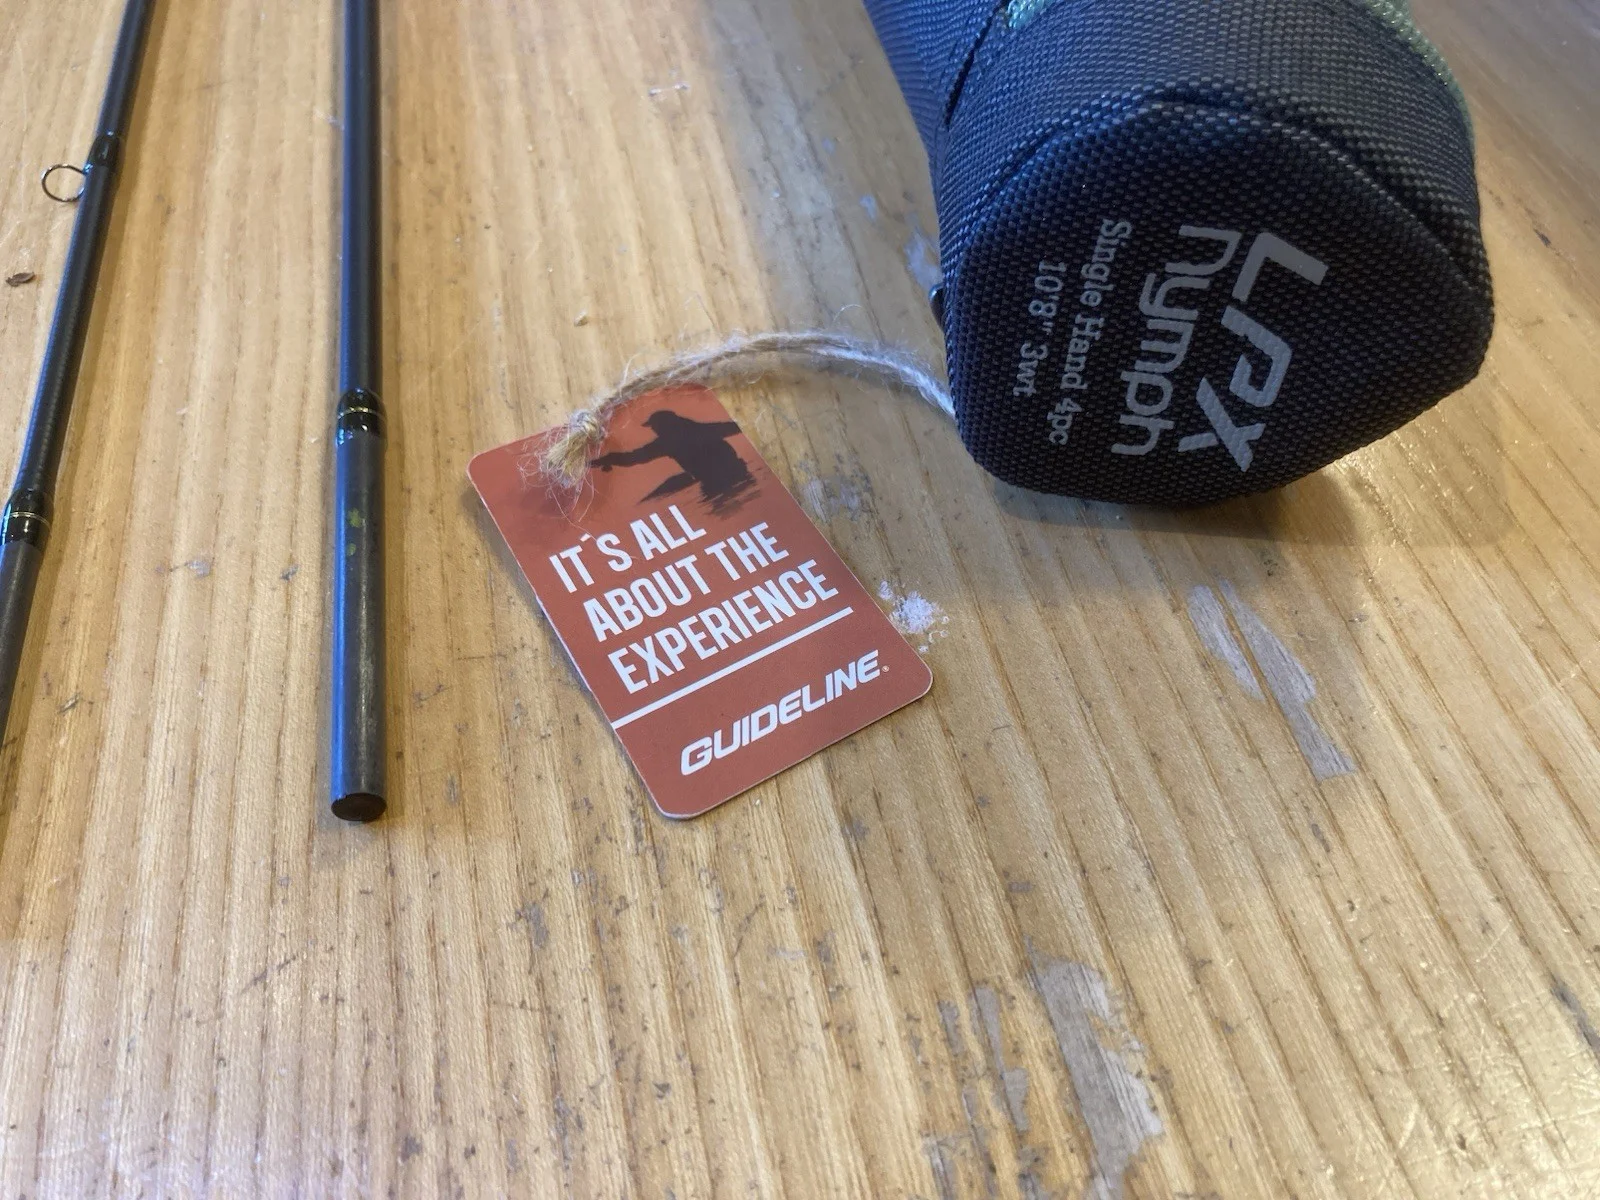 IT´S ALL
ABOUT THE
EXPERIENCE
GUIDELINE®
LPX
nymph
Single Hand 4pc
10'8" 3wt